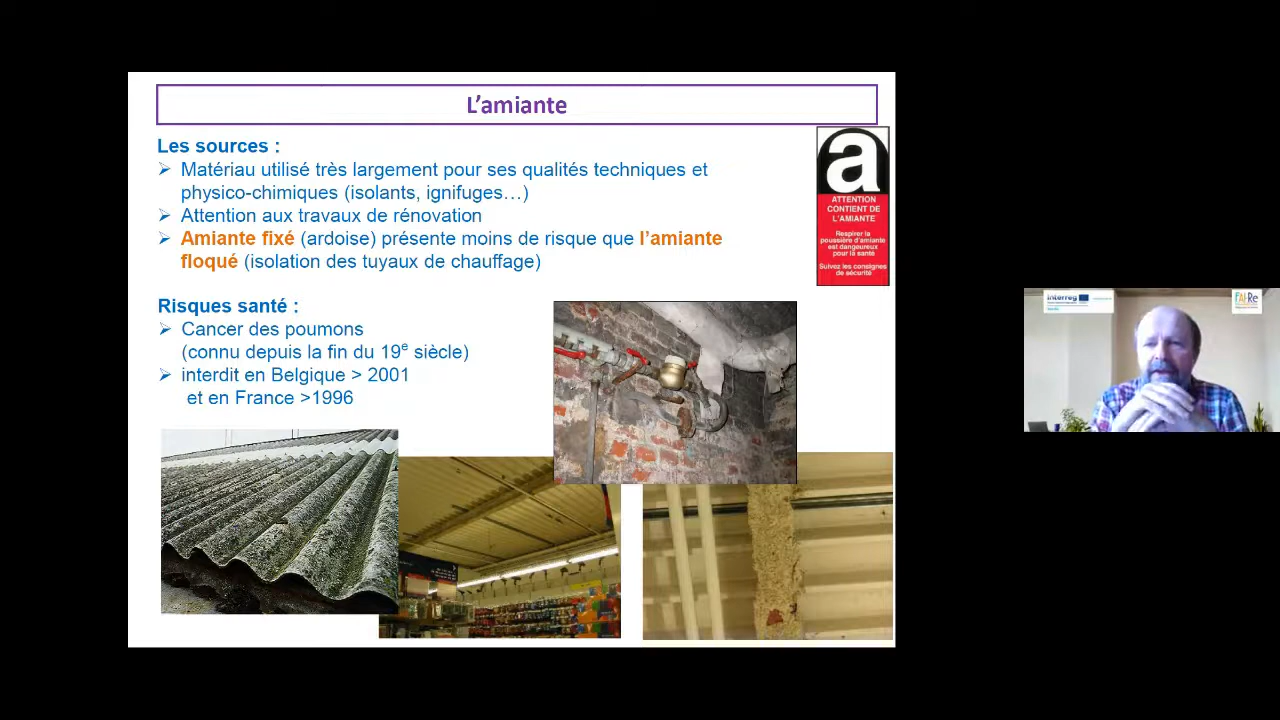 L'amiante
Les sources :
Matériau utilisé très largement pour ses qualités techniques et
physico-chimiques (isolants, ignifuges…)
Attention aux travaux de rénovation
Amiante fixé (ardoise) présente moins de risque que l'amiante
floqué (isolation des tuyaux de chauffage)
a
ATTENTION
CONTIENT DE
L'AMIANTE
Respirer la
poussière d'amiante
est dangereux
pour la santé
Suivez les consignes
de sécurité
Risques santé :
Cancer des poumons
(connu depuis la fin du 19e siècle)
interdit en Belgique > 2001
et en France >1996
Interreg
FAFRe